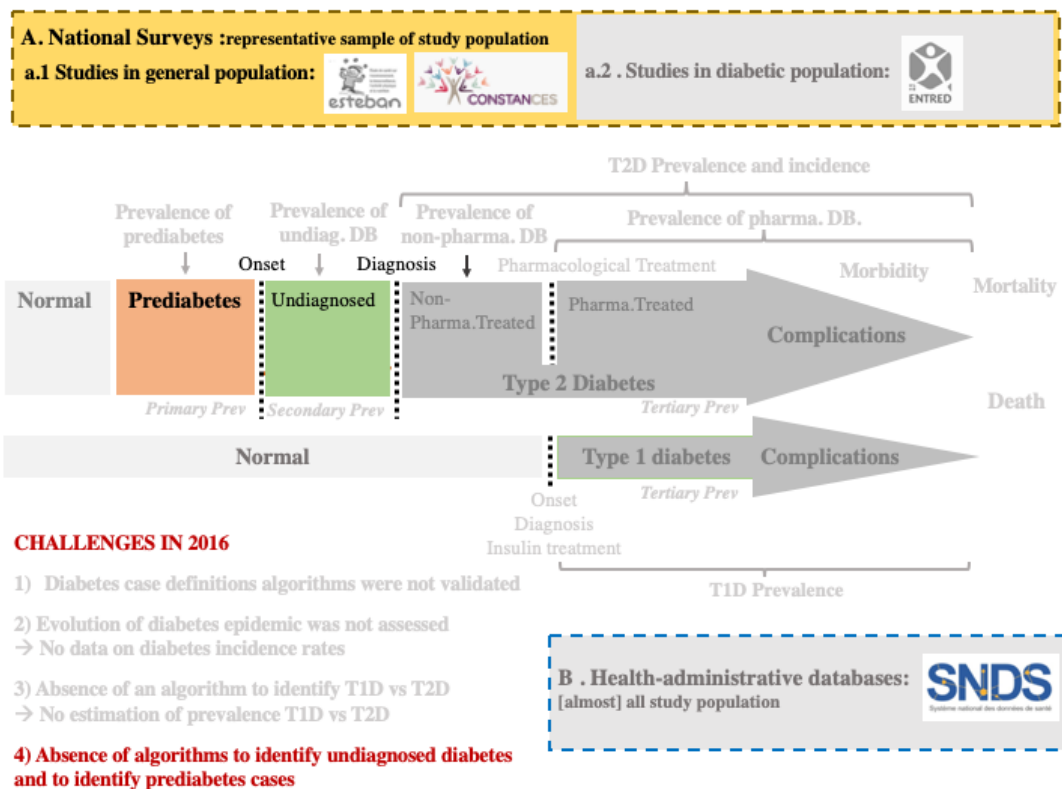 A. National Surveys :representative sample of study population
a.1 Studies in general population:
esteban
CONSTANCES
a.2 . Studies in diabetic population:
ENTRED
T2D Prevalence and incidence
Prevalence of
prediabetes
Prevalence of
undiag. DB
Prevalence of
non-pharma. DB
Prevalence of pharma. DB.
Onset
Diagnosis
Pharmacological Treatment
Morbidity
Mortality
Normal
Prediabetes
Undiagnosed
Non-
Pharma.Treated
Pharma.Treated
Complications
Type 2 Diabetes
Primary Prev
Secondary Prev
Tertiary Prev
Death
Normal
Type 1 diabetes
Complications
Tertiary Prev
Onset
Diagnosis
Insulin treatment
T1D Prevalence
CHALLENGES IN 2016
1) Diabetes case definitions algorithms were not validated
2) Evolution of diabetes epidemic was not assessed
→ No data on diabetes incidence rates
3) Absence of an algorithm to identify T1D vs T2D
→ No estimation of prevalence T1D vs T2D
4) Absence of algorithms to identify undiagnosed diabetes
and to identify prediabetes cases
B . Health-administrative databases:
[almost] all study population
SNDS
Système national des données de santé